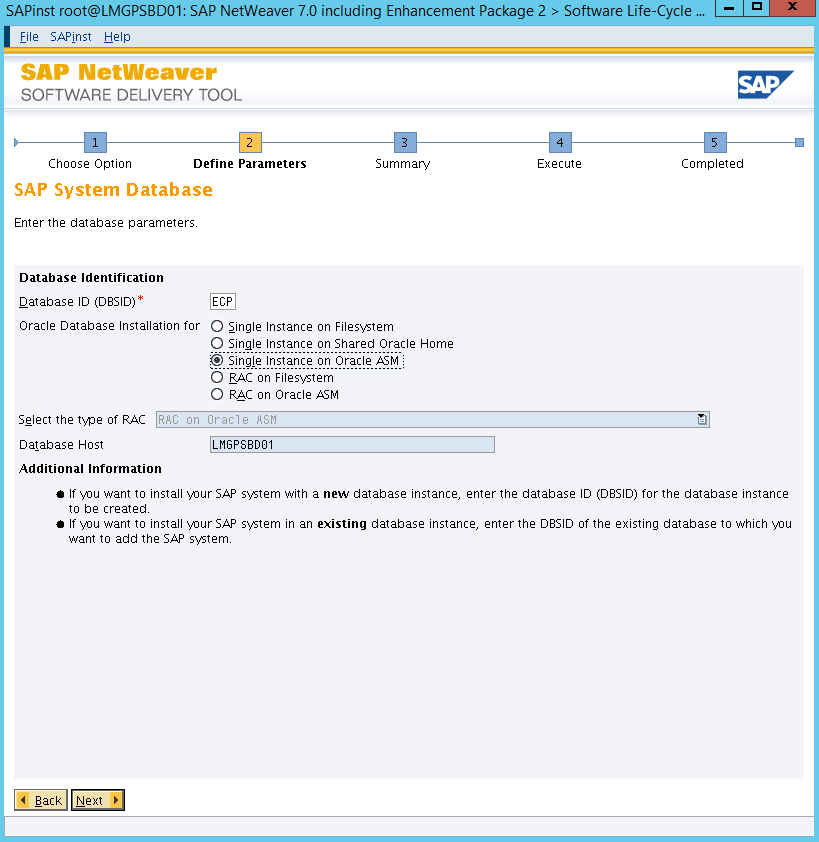 SAPinst root@LMGPSBD01: SAP NetWeaver 7.0 including Enhancement Package 2 > Software Life-Cycle ...
File SAPinst Help
SAP NetWeaver
SOFTWARE DELIVERY TOOL
SAP
1 2 3 4 5
Choose Option Define Parameters Summary Execute Completed
SAP System Database
Enter the database parameters.
Database Identification
Database ID (DBSID)* ECP
Oracle Database Installation for Single Instance on Filesystem
Single Instance on Shared Oracle Home
Single Instance on Oracle ASM
RAC on Filesystem
RAC on Oracle ASM
Select the type of RAC RAC on Oracle ASM
Database Host LMGPSBD01
Additional Information
● If you want to install your SAP system with a new database instance, enter the database ID (DBSID) for the database instance
to be created.
● If you want to install your SAP system in an existing database instance, enter the DBSID of the existing database to which you
want to add the SAP system.
Back Next